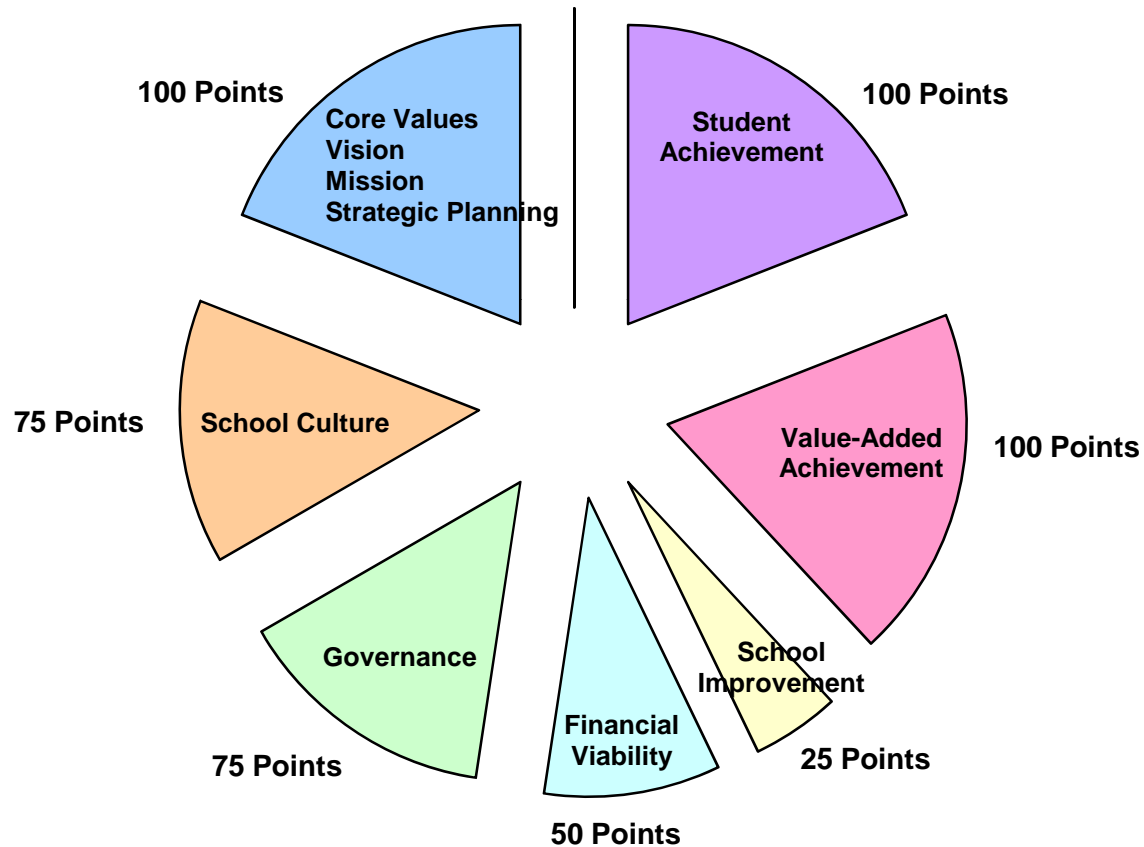 100 Points
Core Values
Vision
Mission
Strategic Planning
Student
Achievement
100 Points
75 Points
School Culture
Value-Added
Achievement
100 Points
Governance
75 Points
Financial
Viability
50 Points
School
Improvement
25 Points